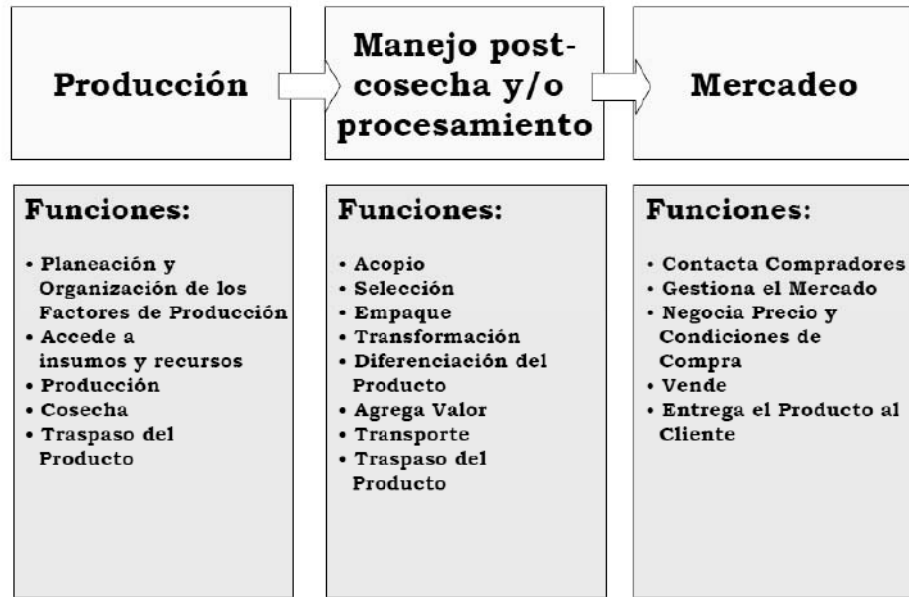 Producción
Manejo post-
cosecha y/o
procesamiento
Mercadeo
Funciones:
• Planeación y
Organización de los
Factores de Producción
• Accede a
insumos y recursos
• Producción
• Cosecha
• Traspaso del
Producto
Funciones:
• Acopio
• Selección
• Empaque
• Transformación
• Diferenciación del
Producto
• Agrega Valor
• Transporte
• Traspaso del
Producto
Funciones:
• Contacta Compradores
• Gestiona el Mercado
• Negocia Precio y
Condiciones de
Compra
• Vende
• Entrega el Producto al
Cliente